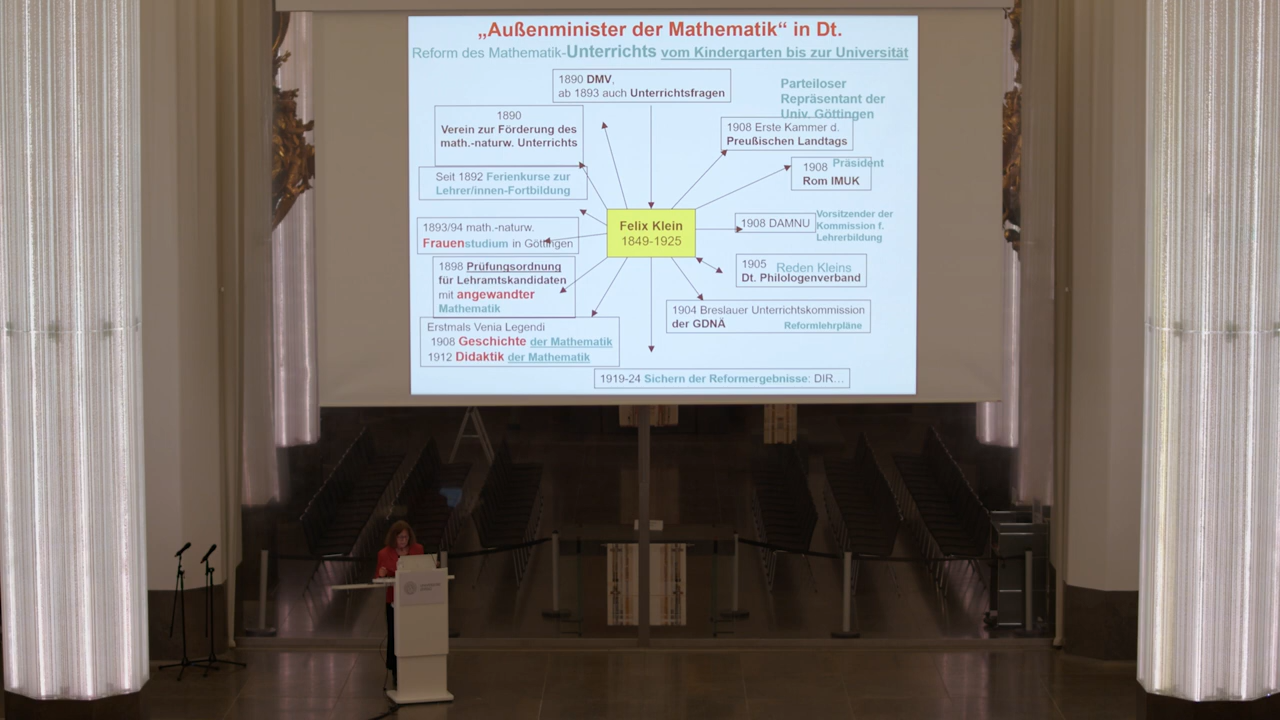 „Außenminister der Mathematik“ in Dt.
Reform des Mathematik-Unterrichts vom Kindergarten bis zur Universität
1890 DMV,
ab 1893 auch Unterrichtsfragen
Parteiloser
Repräsentant der
Univ. Göttingen
1890
Verein zur Förderung des
math.-naturw. Unterrichts
1908 Erste Kammer d.
Preußischen Landtags
Seit 1892 Ferienkurse zur
Lehrer/innen-Fortbildung
1908 Präsident
Rom IMUK
1893/94 math.-naturw.
Frauenstudium in Göttingen
Felix Klein
1849-1925
1908 DAMNU
Vorsitzender der
Kommission f.
Lehrerbildung
1898 Prüfungsordnung
für Lehramtskandidaten
mit angewandter
Mathematik
1905 Reden Kleins
Dt. Philologenverband
1904 Breslauer Unterrichtskommission
der GDNÄ Reformlehrpläne
Erstmals Venia Legendi
1908 Geschichte der Mathematik
1912 Didaktik der Mathematik
1919-24 Sichern der Reformergebnisse: DIR...